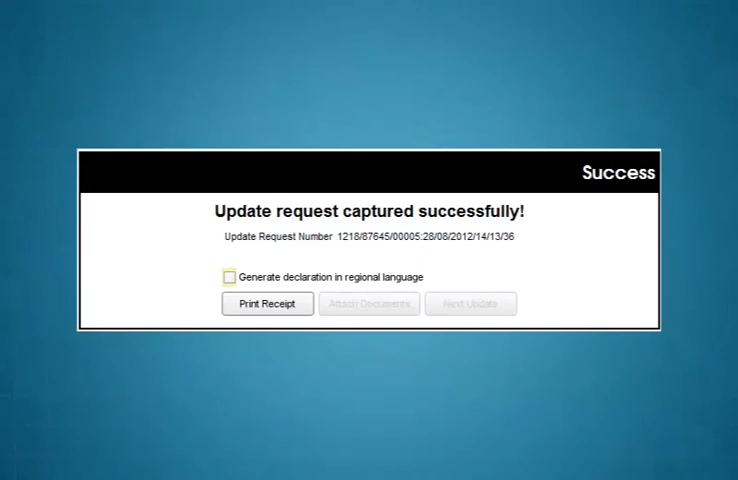 Success
Update request captured successfully!
Update Request Number 1218/87645/00005:28/08/2012/14/13/36
Generate declaration in regional language
Print Receipt Attach Documents Next Update